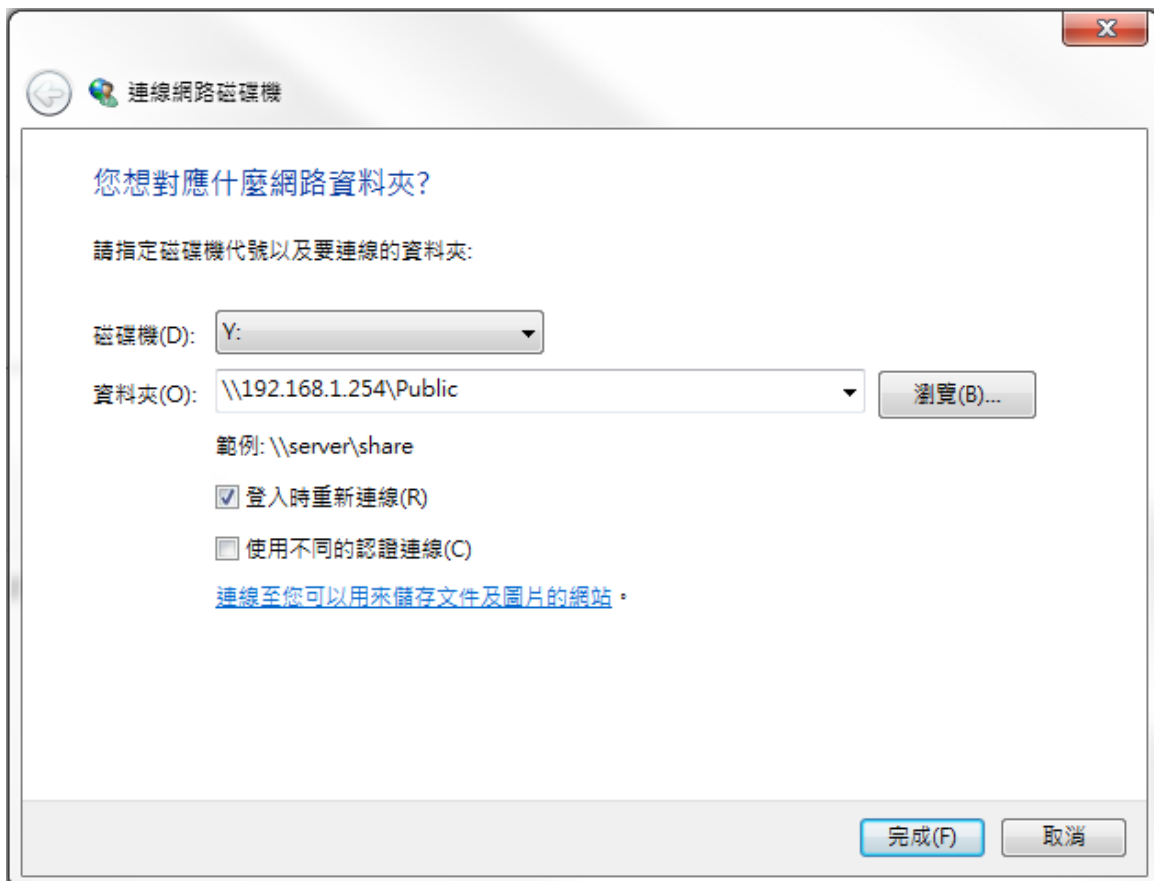 連線網路磁碟機
您想對應什麼網路資料夾?
請指定磁碟機代號以及要連線的資料夾:
磁碟機(D): Y:
資料夾(O): \\192.168.1.254\Public 瀏覽(B)...
範例: \\server\share
登入時重新連線(R)
使用不同的認證連線(C)
連線至您可以用來儲存文件及圖片的網站。
完成(F) 取消